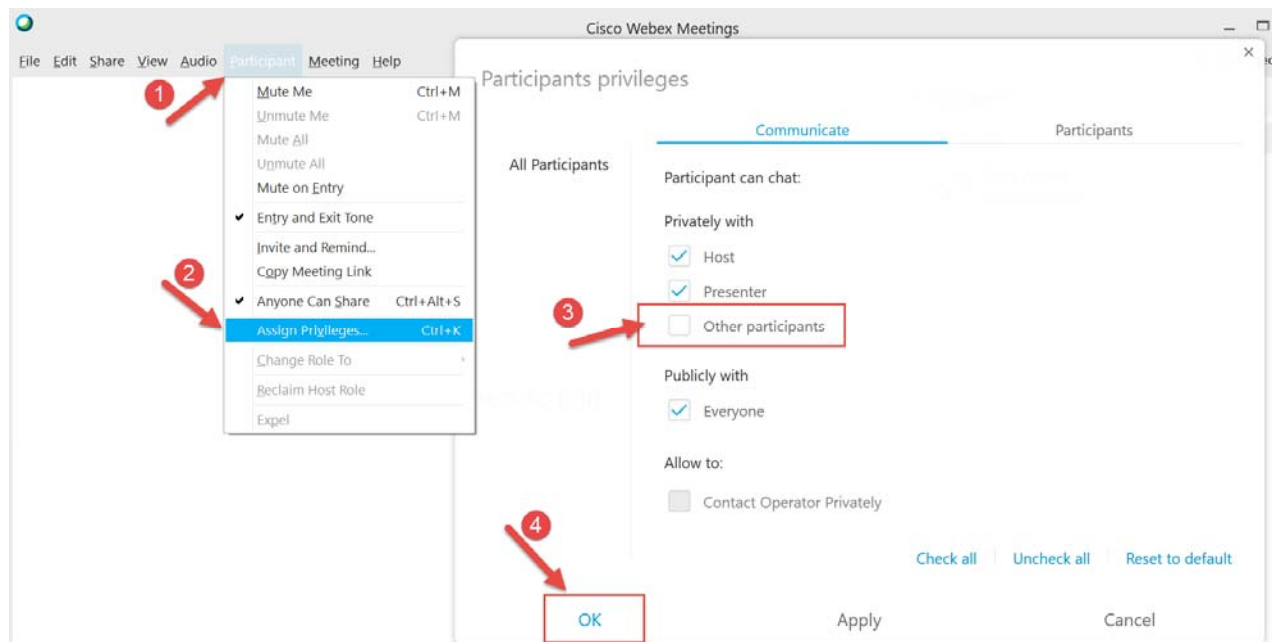 Cisco Webex Meetings
File Edit Share View Audio Participant Meeting Help
1
Mute Me Ctrl+M
Unmute Me Ctrl+M
Mute All
Unmute All
Mute on Entry
Entry and Exit Tone
Invite and Remind...
Copy Meeting Link
2
Anyone Can Share Ctrl+Alt+S
Assign Privileges... Ctrl+K
Change Role To
Reclaim Host Role
Expel
Participants privileges
Communicate Participants
All Participants
Participant can chat:
Privately with
Host
Presenter
3
Other participants
Publicly with
Everyone
Allow to:
Contact Operator Privately
4
Check all Uncheck all Reset to default
OK Apply Cancel